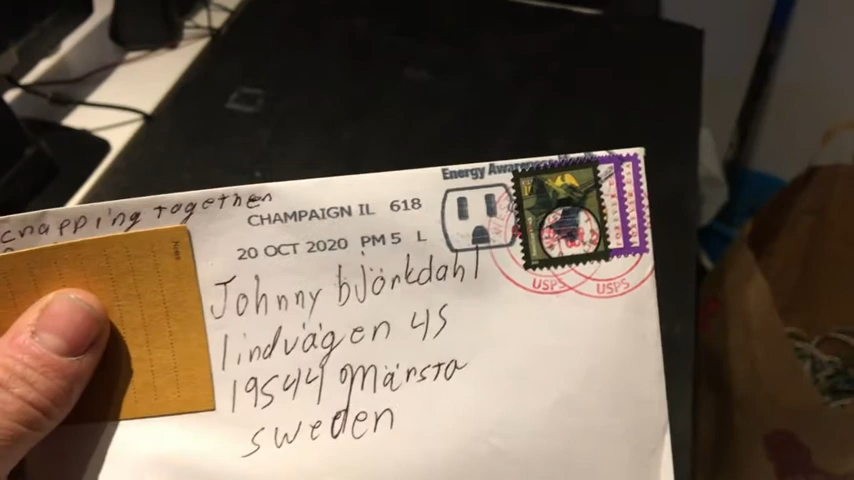 snapping together
CHAMPAIGN IL 618
20 OCT 2020 PM 5 L
Energy Awareness
Johnny björkdahl
lindvägen 45
19544 märsta
sweden
USPS
USPS